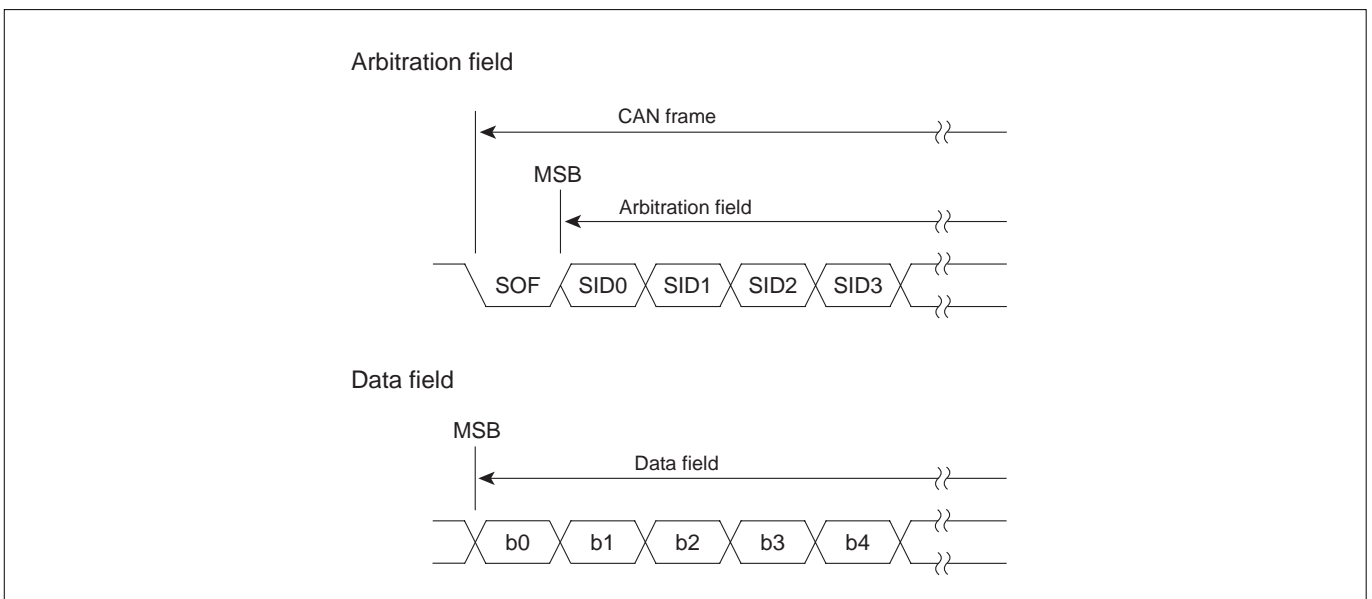 Arbitration field
CAN frame
MSB
Arbitration field
SOF SID0 SID1 SID2 SID3
Data field
MSB
Data field
b0 b1 b2 b3 b4